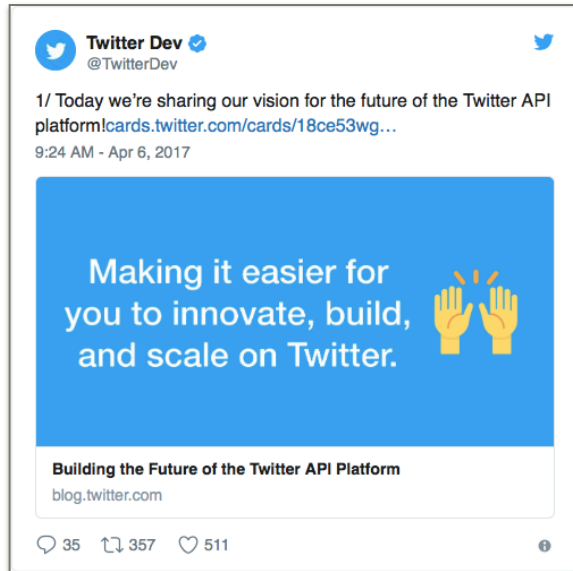 Twitter Dev
@TwitterDev
1/ Today we're sharing our vision for the future of the Twitter API
platform!cards.twitter.com/cards/18ce53wg…
9:24 AM - Apr 6, 2017
Making it easier for
you to innovate, build,
and scale on Twitter.
Building the Future of the Twitter API Platform
blog.twitter.com
35 357 511